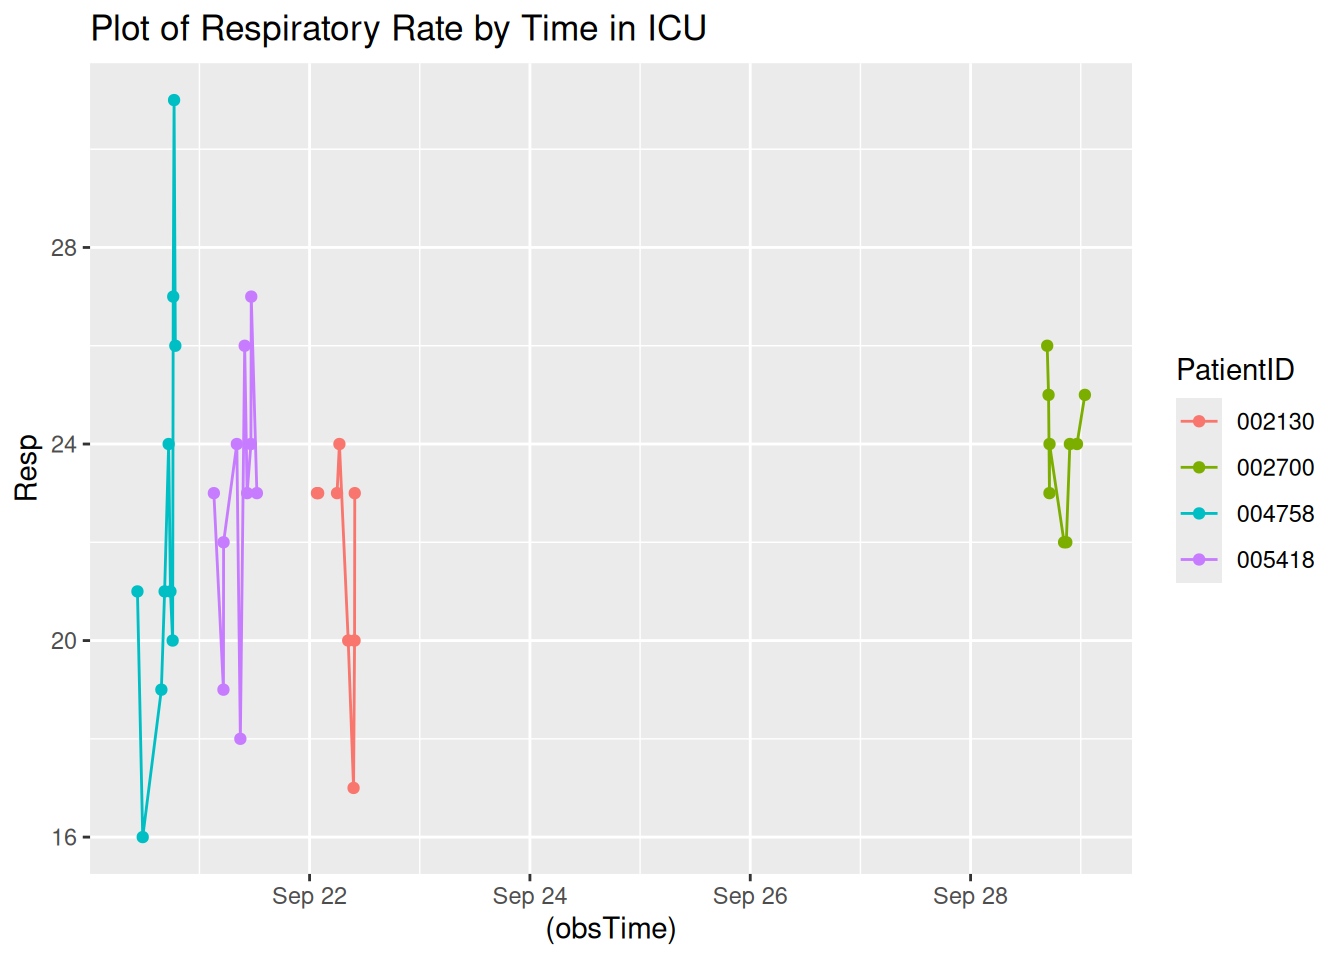 Plot of Respiratory Rate by Time in ICU
28
24
20
16
Resp
Sep 22
Sep 24
Sep 26
Sep 28
(obsTime)
PatientID
002130
002700
004758
005418